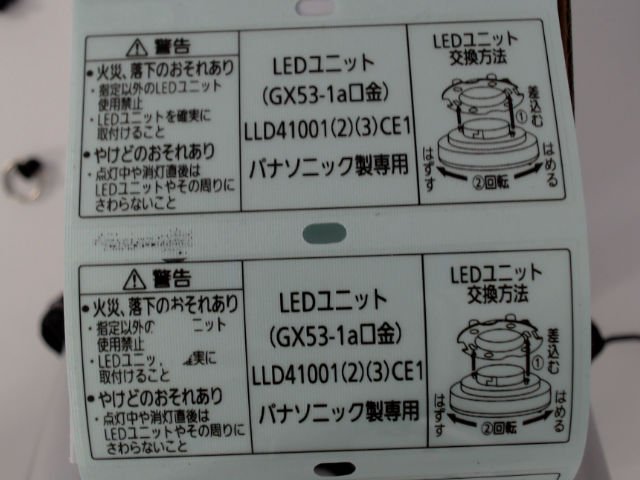 ⚠ 警告
●火災、落下のおそれあり
・指定以外のLEDユニット
使用禁止
・LEDユニットを確実に
取付けること
●やけどのおそれあり
・点灯中や消灯直後は
LEDユニットやその周りに
さわらないこと
LEDユニット
(GX53-1a口金)
LLD41001(2)(3)CE1
パナソニック製専用
LEDユニット
交換方法
差込む
①
はずす
はめる
②回転
⚠ 警告
●火災、落下のおそれあり
・指定以外の ニット
使用禁止
・LEDユニ 実に
取付けること
●やけどのおそれあり
・点灯中や消灯直後は
LEDユニットやその周りに
さわらないこと
LEDユニット
(GX53-1a口金)
LLD41001(2)(3)CE1
パナソニック製専用
LEDユニット
交換方法
差込む
①
はずす
はめる
②回転